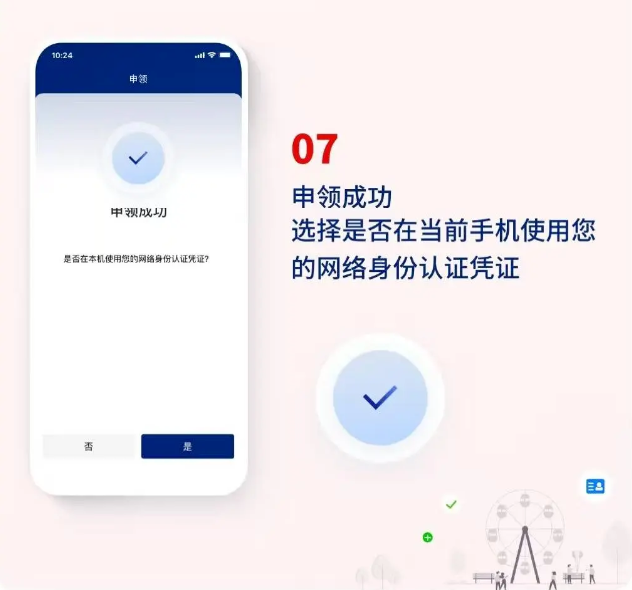 10:24
申领
申领成功
是否在本机使用您的网络身份认证凭证?
否
是
07
申领成功
选择是否在当前手机使用您
的网络身份认证凭证